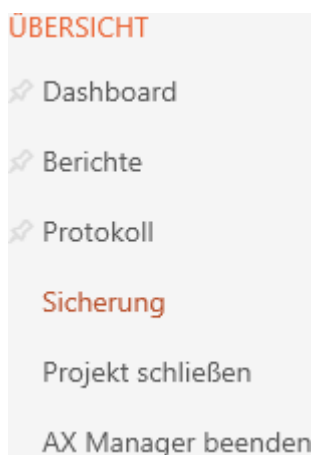 ÜBERSICHT
Dashboard
Berichte
Protokoll
Sicherung
Projekt schließen
AX Manager beenden